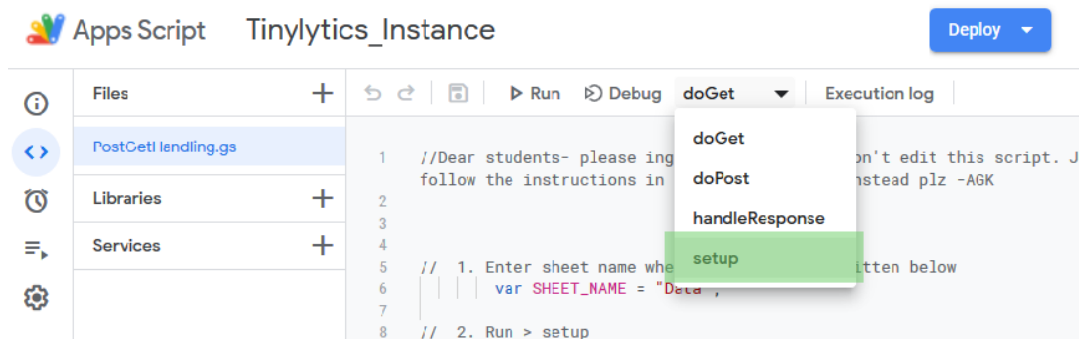 Apps Script Tinylytics_Instance Deploy
Files Run Debug doGet Execution log
PostGetHendling.gs
Libraries
Services
doGet
doPost
handleResponse
setup
1 //Dear students- please ing on't edit this script. J
follow the instructions in nstead plz -AGK
2
3
4
5 // 1. Enter sheet name whe itten below
6 var SHEET_NAME = "Data",
7
8 // 2. Run > setup